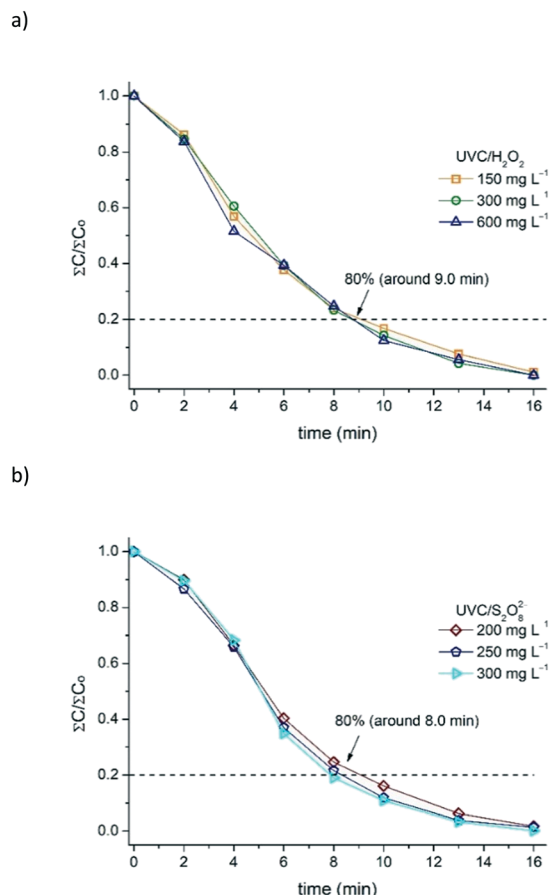 a)
1.0
0.8
0.6
0.4
0.2
0.0
ΣC/ΣC₀
UVC/H₂O₂
150 mg L⁻¹
300 mg L⁻¹
600 mg L⁻¹
80% (around 9.0 min)
0 2 4 6 8 10 12 14 16
time (min)
b)
1.0
0.8
0.6
0.4
0.2
0.0
ΣC/ΣC₀
UVC/S₂O₈²⁻
200 mg L⁻¹
250 mg L⁻¹
300 mg L⁻¹
80% (around 8.0 min)
0 2 4 6 8 10 12 14 16
time (min)